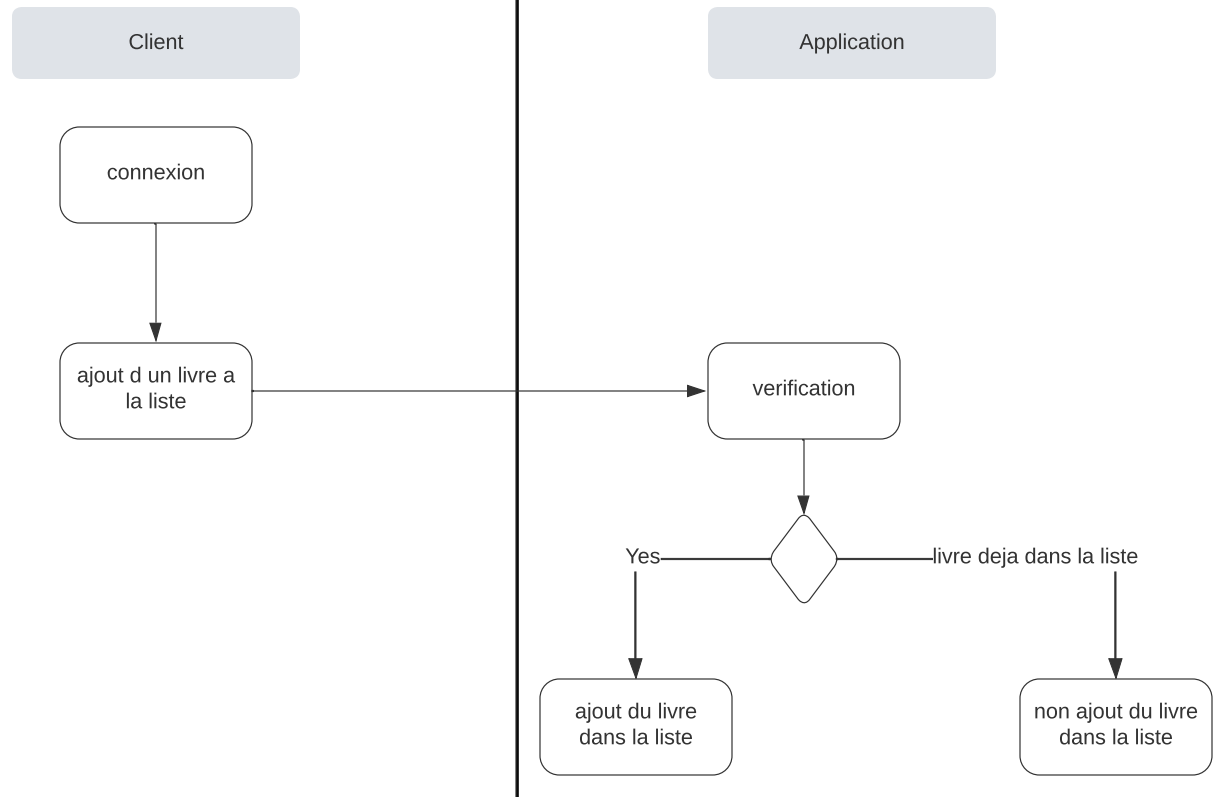 Client
Application
connexion
ajout d un livre a
la liste
verification
Yes
livre deja dans la liste
ajout du livre
dans la liste
non ajout du livre
dans la liste